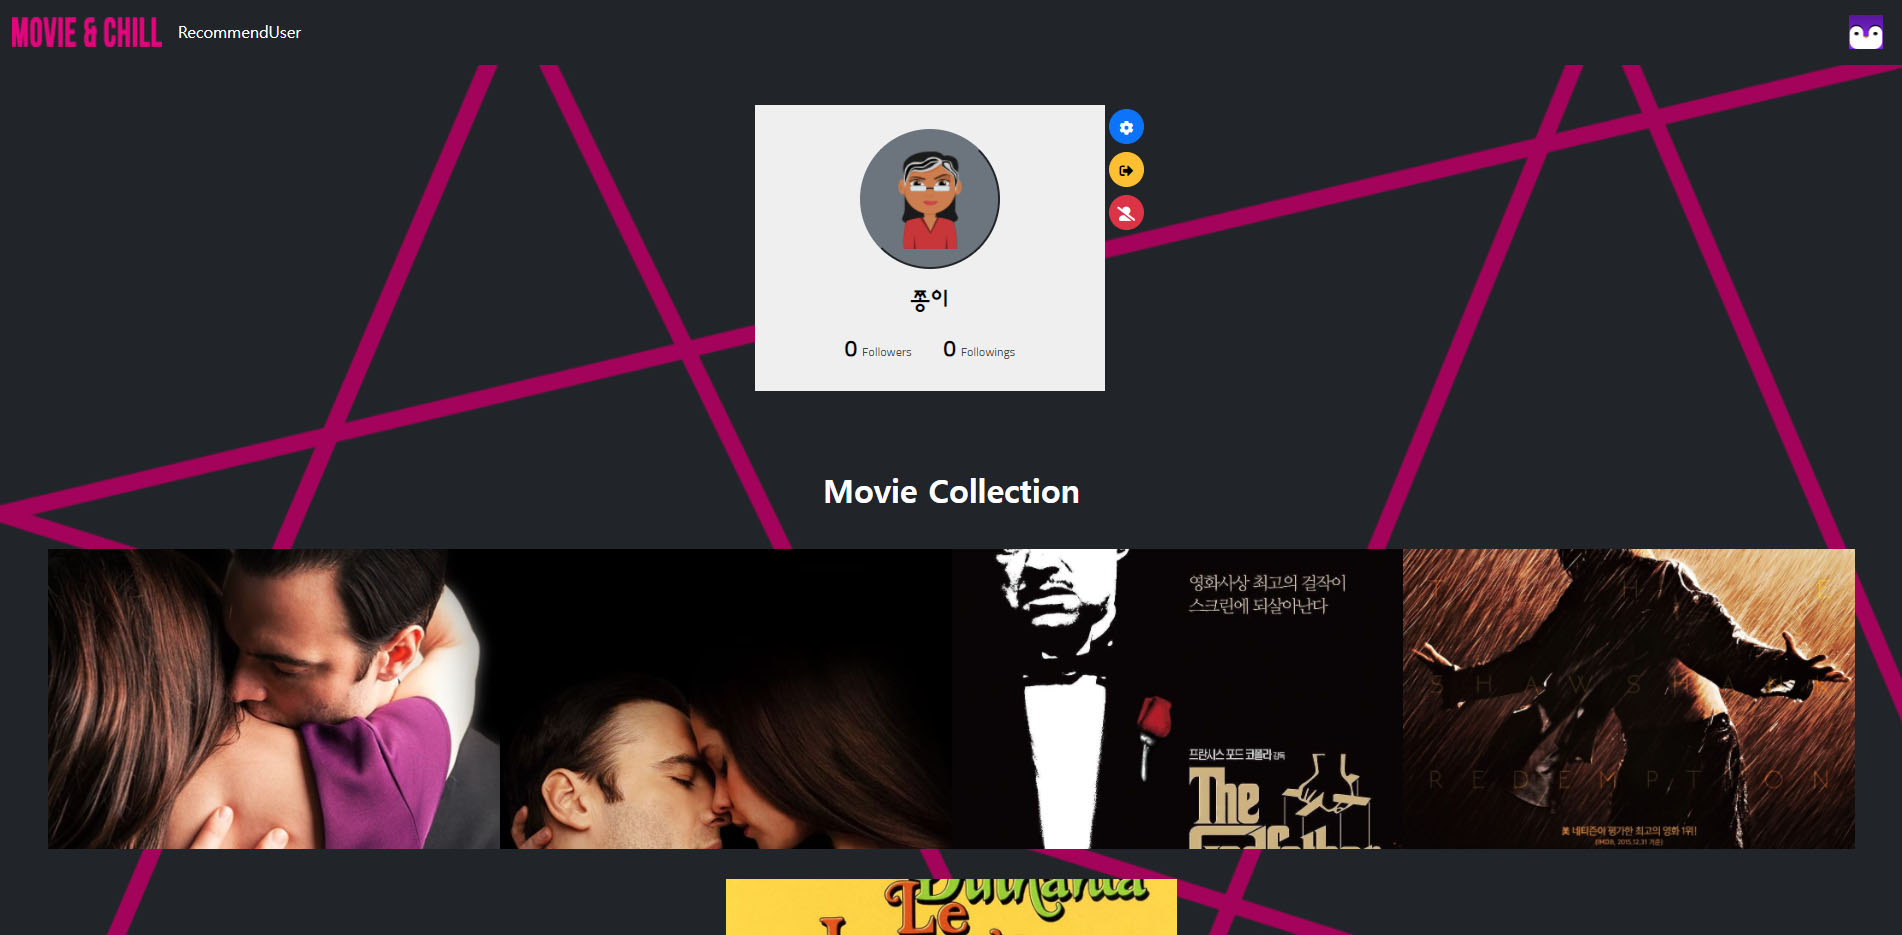 MOVIE & CHILL
RecommendUser
쫑이
0 Followers
0 Followings
Movie Collection
영화사상 최고의 걸작이
스크린에 되살아난다
프란시스 포드 코폴라 감독
The
Godfather
T H E
S H A W S H A N K
R E D E M P T I O N
美 네티즌이 평가한 최고의 영화 1위!
(IMDB, 2015.12.31 기준)
Dulhania
Le